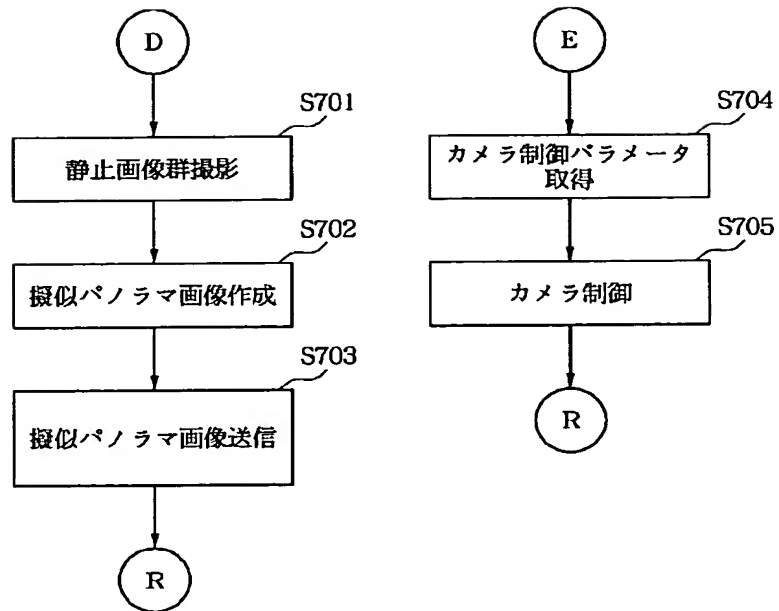 D
S701
静止画像群撮影
S702
擬似パノラマ画像作成
S703
擬似パノラマ画像送信
R
E
S704
カメラ制御パラメータ
取得
S705
カメラ制御
R